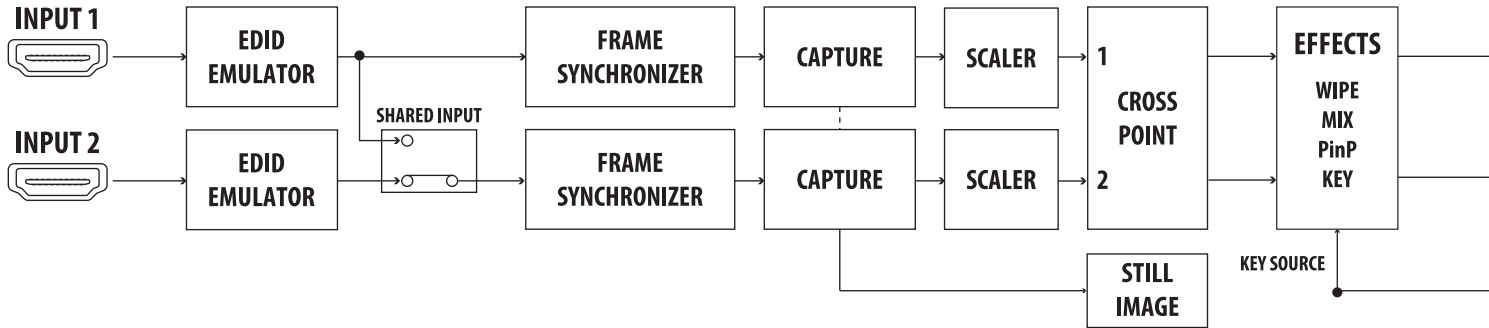 INPUT 1
EDID
EMULATOR
FRAME
SYNCHRONIZER
CAPTURE
SCALER
1
CROSS
POINT
2
EFFECTS
WIPE
MIX
PinP
KEY
SHARED INPUT
INPUT 2
EDID
EMULATOR
FRAME
SYNCHRONIZER
CAPTURE
SCALER
KEY SOURCE
STILL
IMAGE